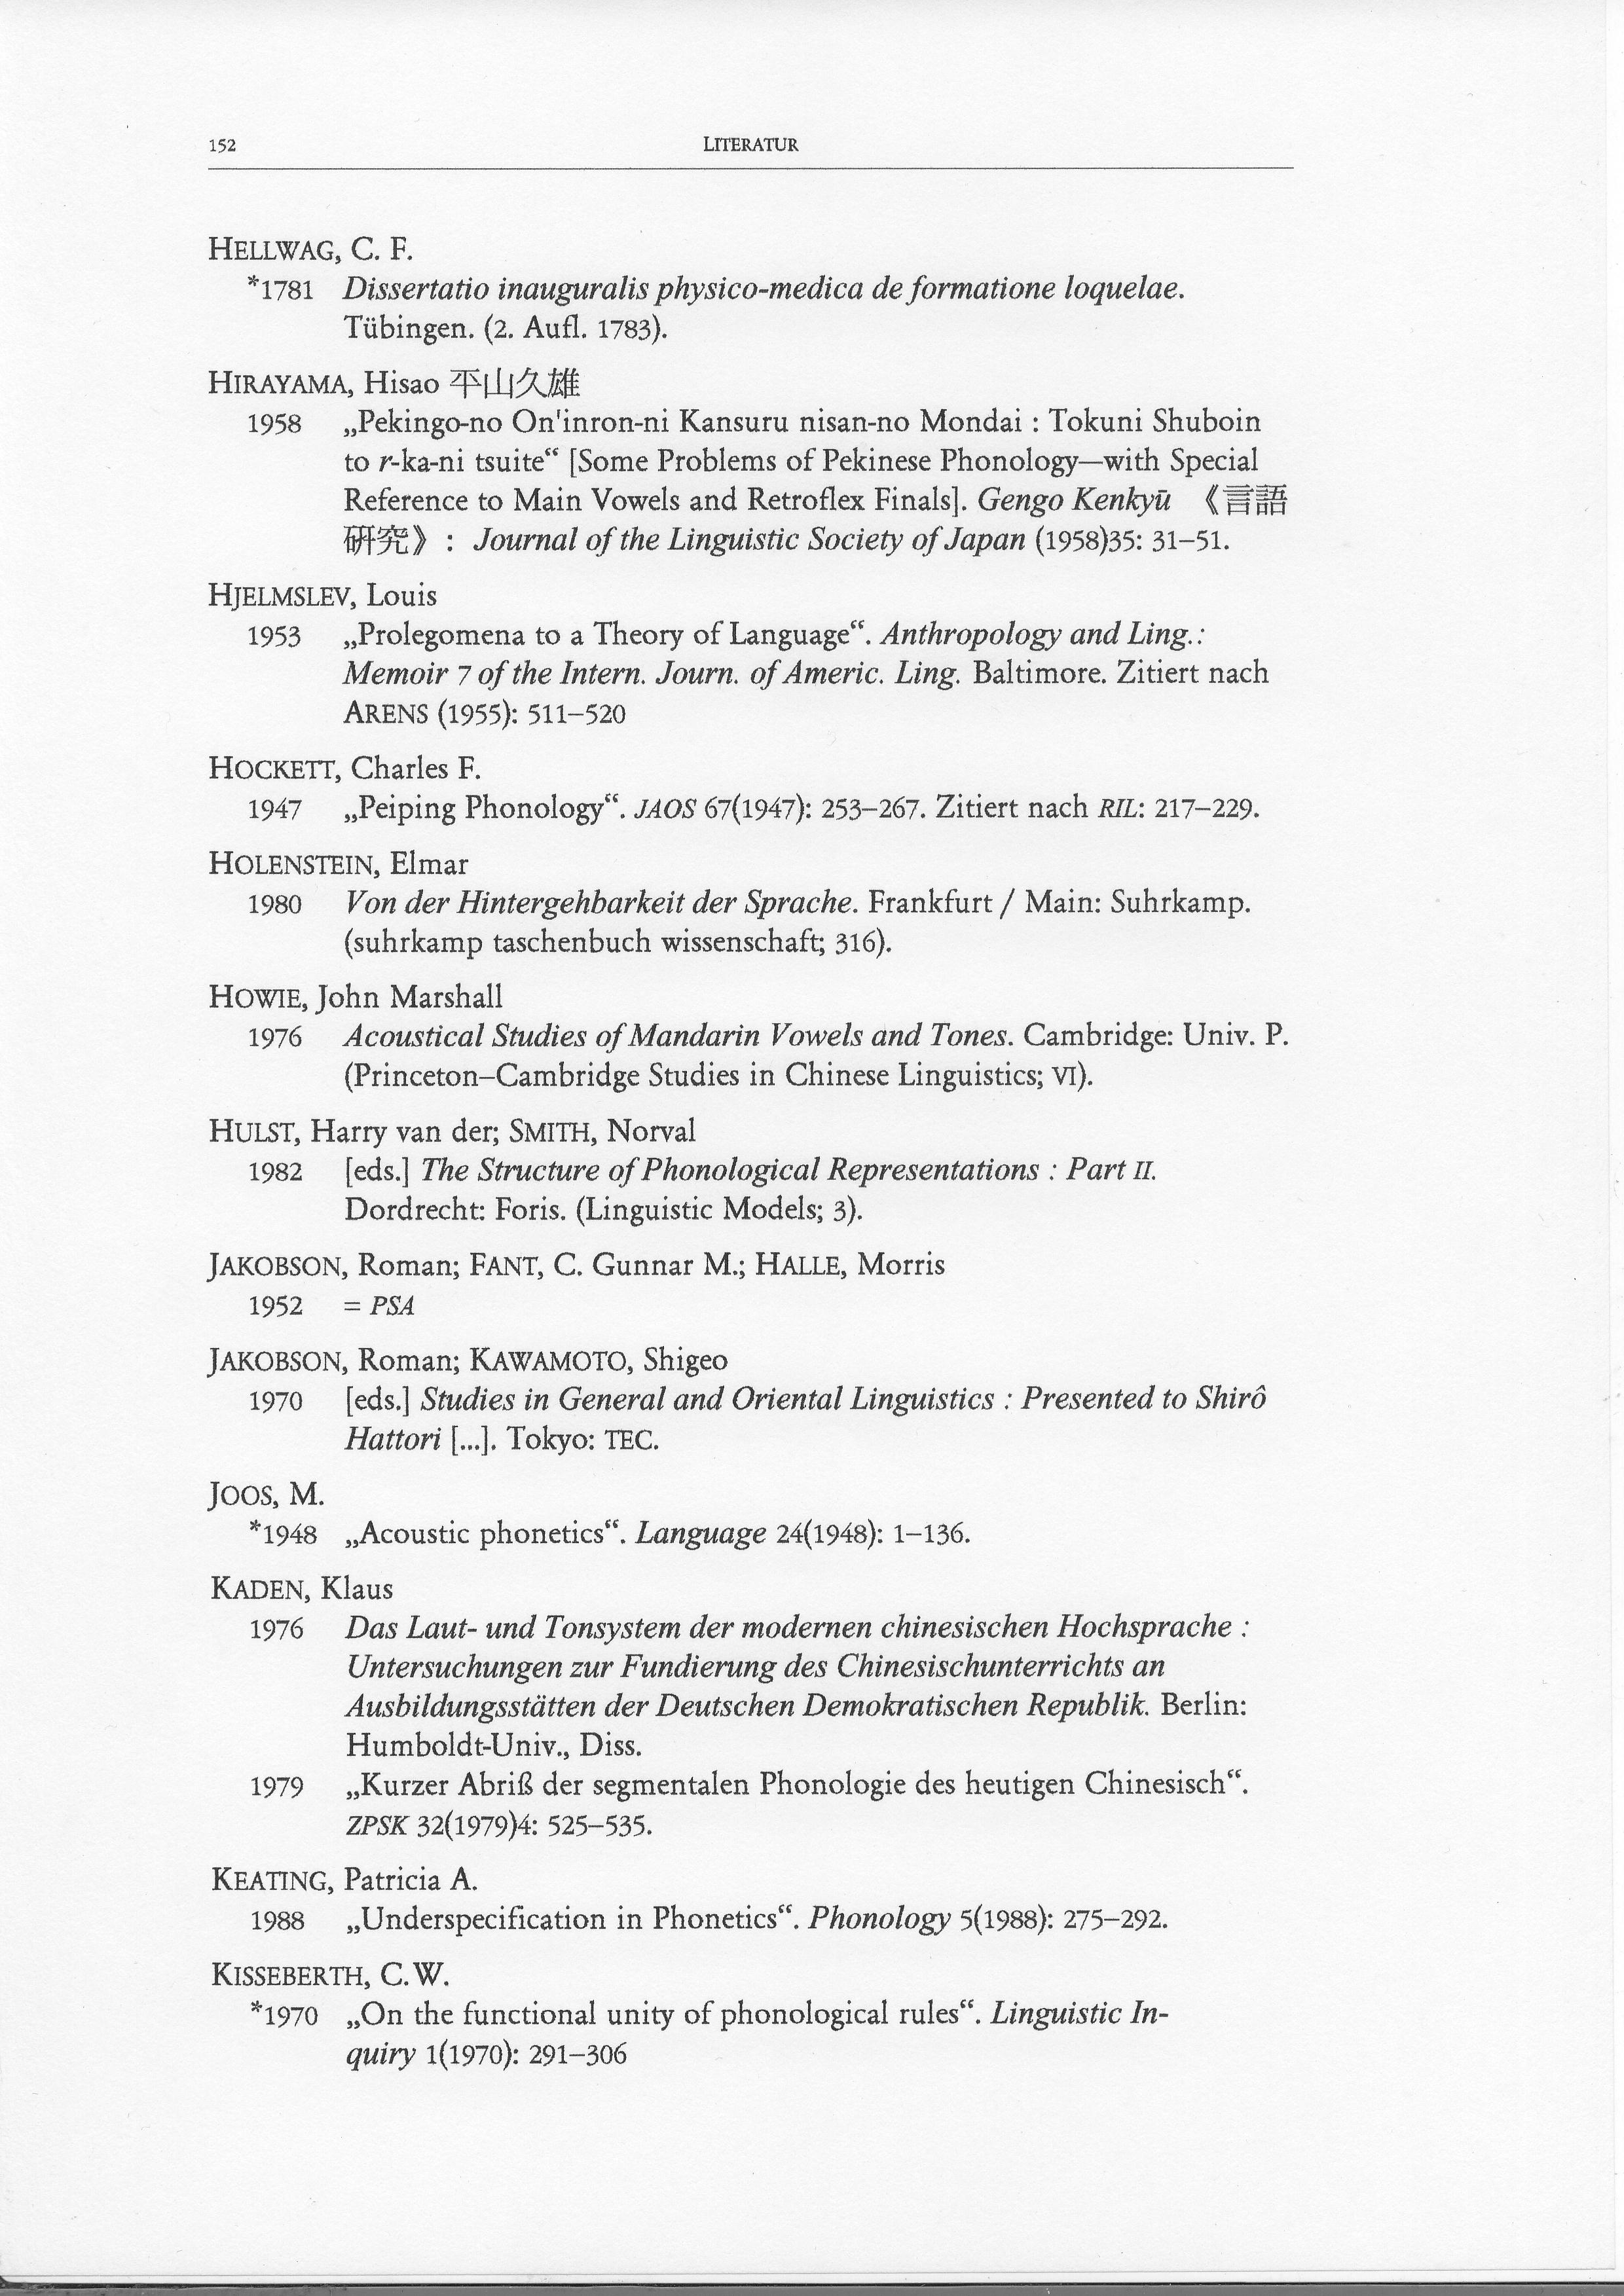 152 LITERATUR
HELLWAG, C. F.
*1781 Dissertatio inauguralis physico-medica de formatione loquelae.
Tübingen. (2. Aufl. 1783).
HIRAYAMA, Hisao 平山久雄
1958 „Pekingo-no On'inron-ni Kansuru nisan-no Mondai : Tokuni Shuboin
to r-ka-ni tsuite“ [Some Problems of Pekinese Phonology—with Special
Reference to Main Vowels and Retroflex Finals]. Gengo Kenkyū 《言語
研究》 : Journal of the Linguistic Society of Japan (1958)35: 31–51.
HJELMSLEV, Louis
1953 „Prolegomena to a Theory of Language“. Anthropology and Ling.:
Memoir 7 of the Intern. Journ. of Americ. Ling. Baltimore. Zitiert nach
ARENS (1955): 511–520
HOCKETT, Charles F.
1947 „Peiping Phonology“. JAOS 67(1947): 253–267. Zitiert nach RIL: 217–229.
HOLENSTEIN, Elmar
1980 Von der Hintergehbarkeit der Sprache. Frankfurt / Main: Suhrkamp.
(suhrkamp taschenbuch wissenschaft; 316).
HOWIE, John Marshall
1976 Acoustical Studies of Mandarin Vowels and Tones. Cambridge: Univ. P.
(Princeton–Cambridge Studies in Chinese Linguistics; VI).
HULST, Harry van der; SMITH, Norval
1982 [eds.] The Structure of Phonological Representations : Part II.
Dordrecht: Foris. (Linguistic Models; 3).
JAKOBSON, Roman; FANT, C. Gunnar M.; HALLE, Morris
1952 = PSA
JAKOBSON, Roman; KAWAMOTO, Shigeo
1970 [eds.] Studies in General and Oriental Linguistics : Presented to Shirô
Hattori [...]. Tokyo: TEC.
JOOS, M.
*1948 „Acoustic phonetics“. Language 24(1948): 1–136.
KADEN, Klaus
1976 Das Laut- und Tonsystem der modernen chinesischen Hochsprache :
Untersuchungen zur Fundierung des Chinesischunterrichts an
Ausbildungsstätten der Deutschen Demokratischen Republik. Berlin:
Humboldt-Univ., Diss.
1979 „Kurzer Abriß der segmentalen Phonologie des heutigen Chinesisch“.
ZPSK 32(1979)4: 525–535.
KEATING, Patricia A.
1988 „Underspecification in Phonetics“. Phonology 5(1988): 275–292.
KISSEBERTH, C.W.
*1970 „On the functional unity of phonological rules“. Linguistic In-
quiry 1(1970): 291–306